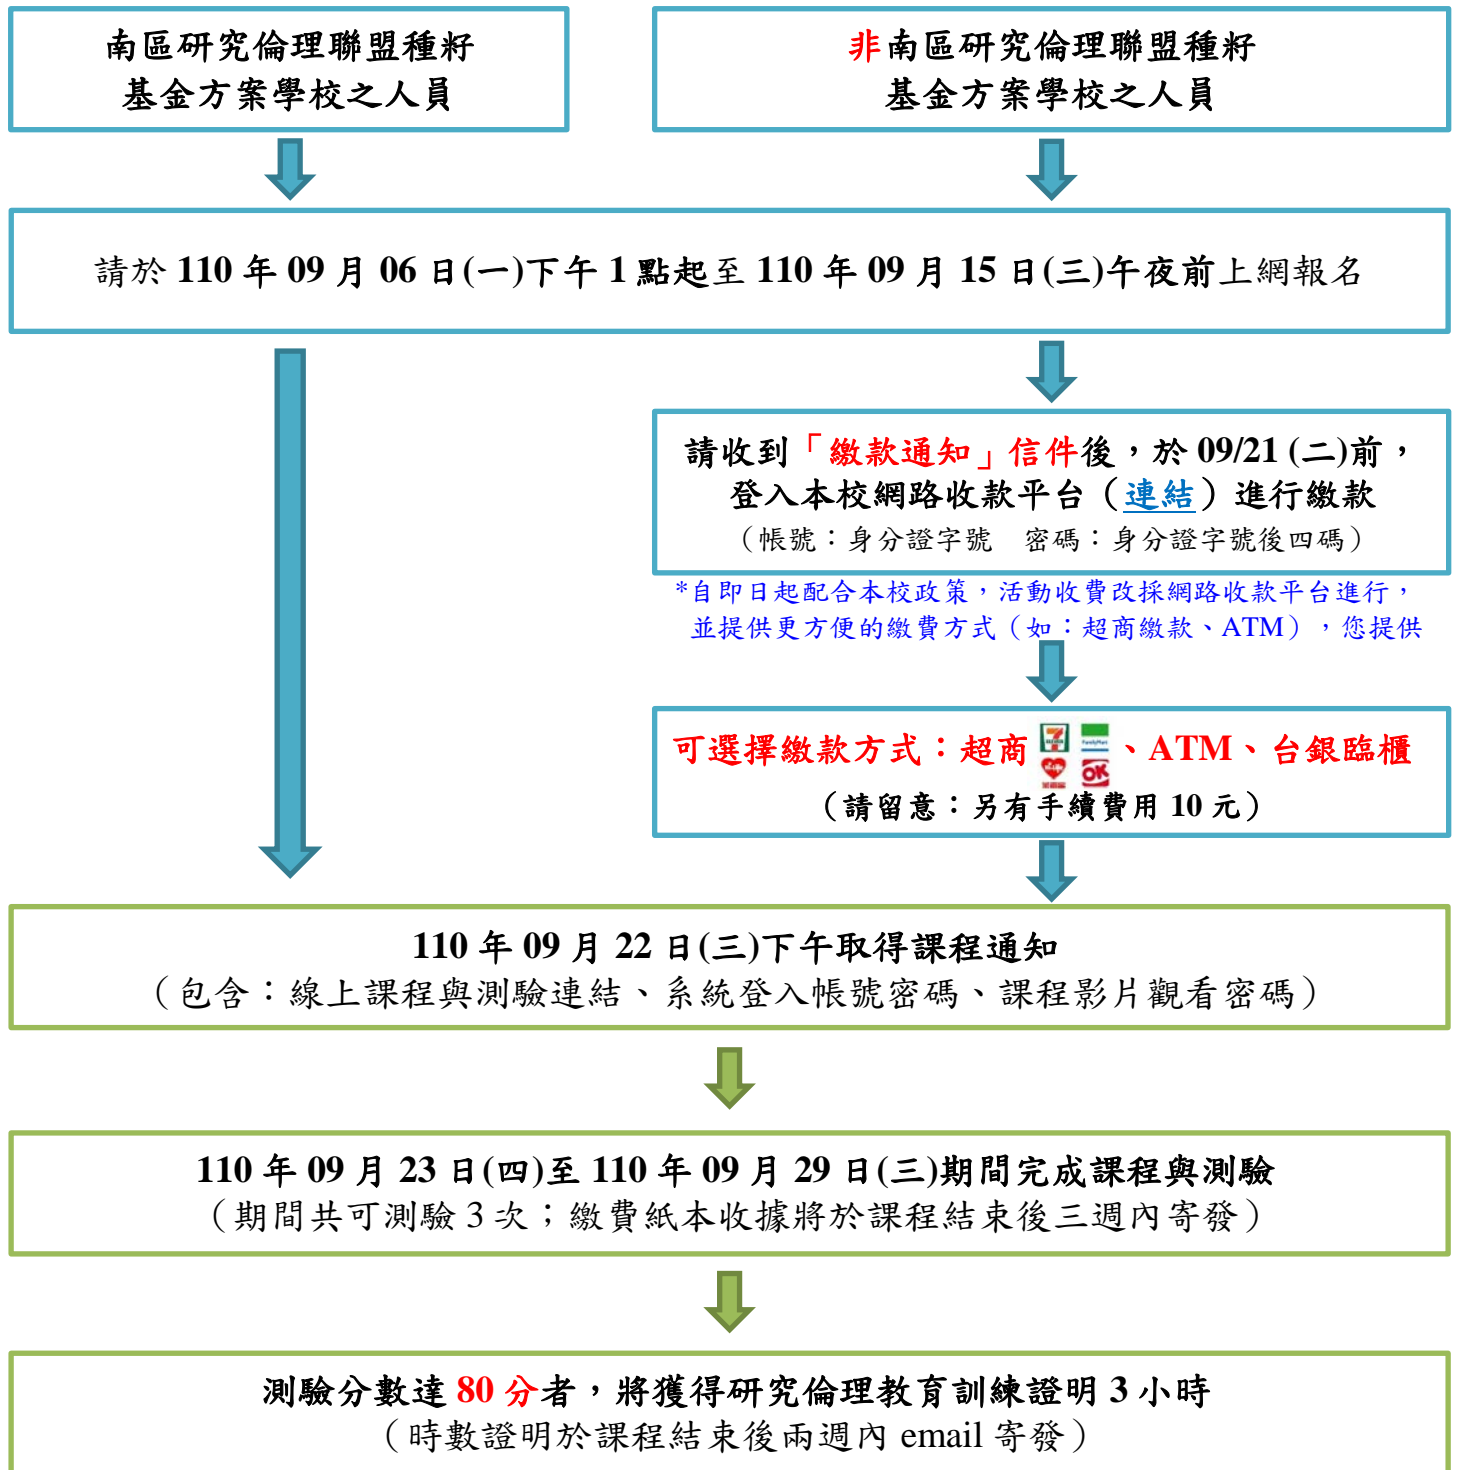 南區研究倫理聯盟種籽
基金方案學校之人員
非南區研究倫理聯盟種籽
基金方案學校之人員
請於 110 年 09 月 06 日(一)下午 1 點起至 110 年 09 月 15 日(三)午夜前上網報名
請收到「繳款通知」信件後，於 09/21 (二)前，
登入本校網路收款平台（連結）進行繳款
（帳號：身分證字號　密碼：身分證字號後四碼）
*自即日起配合本校政策，活動收費改採網路收款平台進行，
並提供更方便的繳費方式（如：超商繳款、ATM），您提供
可選擇繳款方式：超商 7 FamilyMart OK 、ATM、台銀臨櫃
（請留意：另有手續費用 10 元）
110 年 09 月 22 日(三)下午取得課程通知
（包含：線上課程與測驗連結、系統登入帳號密碼、課程影片觀看密碼）
110 年 09 月 23 日(四)至 110 年 09 月 29 日(三)期間完成課程與測驗
（期間共可測驗 3 次；繳費紙本收據將於課程結束後三週內寄發）
測驗分數達 80 分者，將獲得研究倫理教育訓練證明 3 小時
（時數證明於課程結束後兩週內 email 寄發）